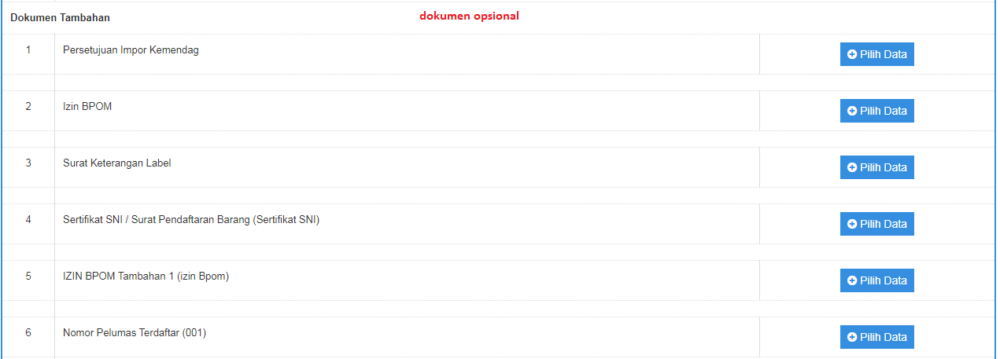 Dokumen Tambahan dokumen opsional
1 Persetujuan Impor Kemendag Pilih Data
2 Izin BPOM Pilih Data
3 Surat Keterangan Label Pilih Data
4 Sertifikat SNI / Surat Pendaftaran Barang (Sertifikat SNI) Pilih Data
5 IZIN BPOM Tambahan 1 (izin Bpom) Pilih Data
6 Nomor Pelumas Terdaftar (001) Pilih Data